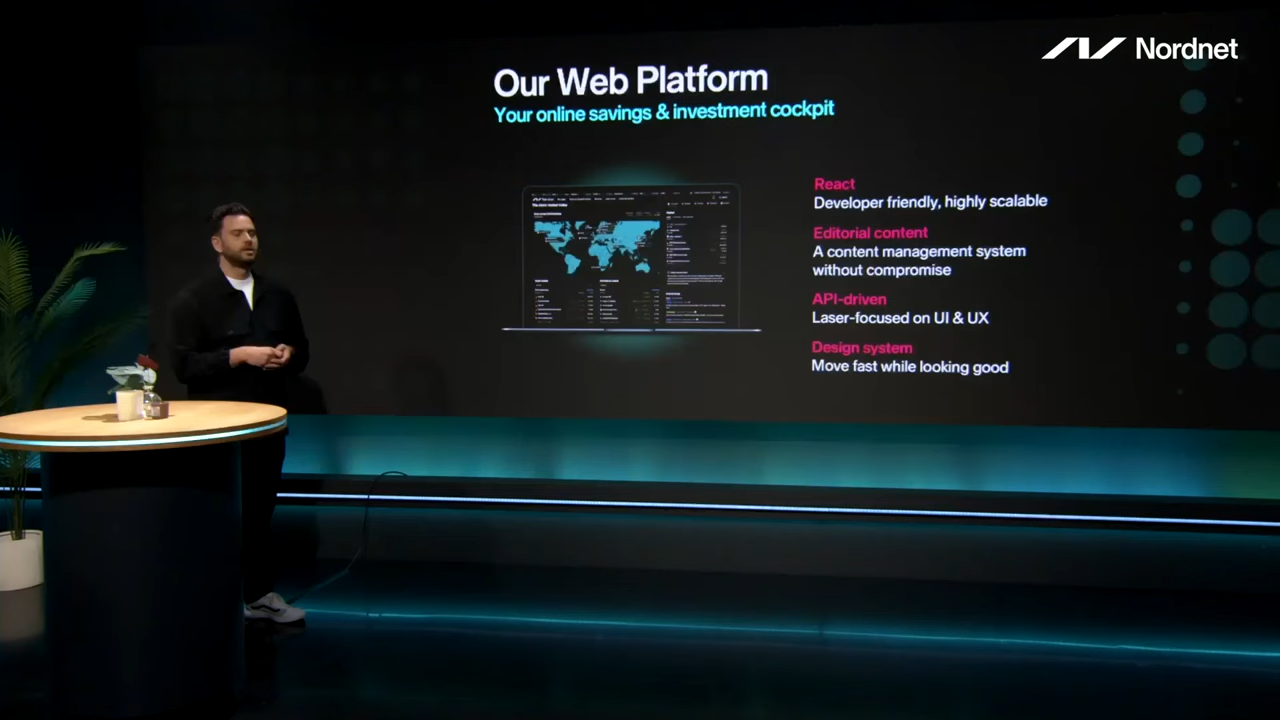 Nordnet
Our Web Platform
Your online savings & investment cockpit
React
Developer friendly, highly scalable
Editorial content
A content management system
without compromise
API-driven
Laser-focused on UI & UX
Design system
Move fast while looking good